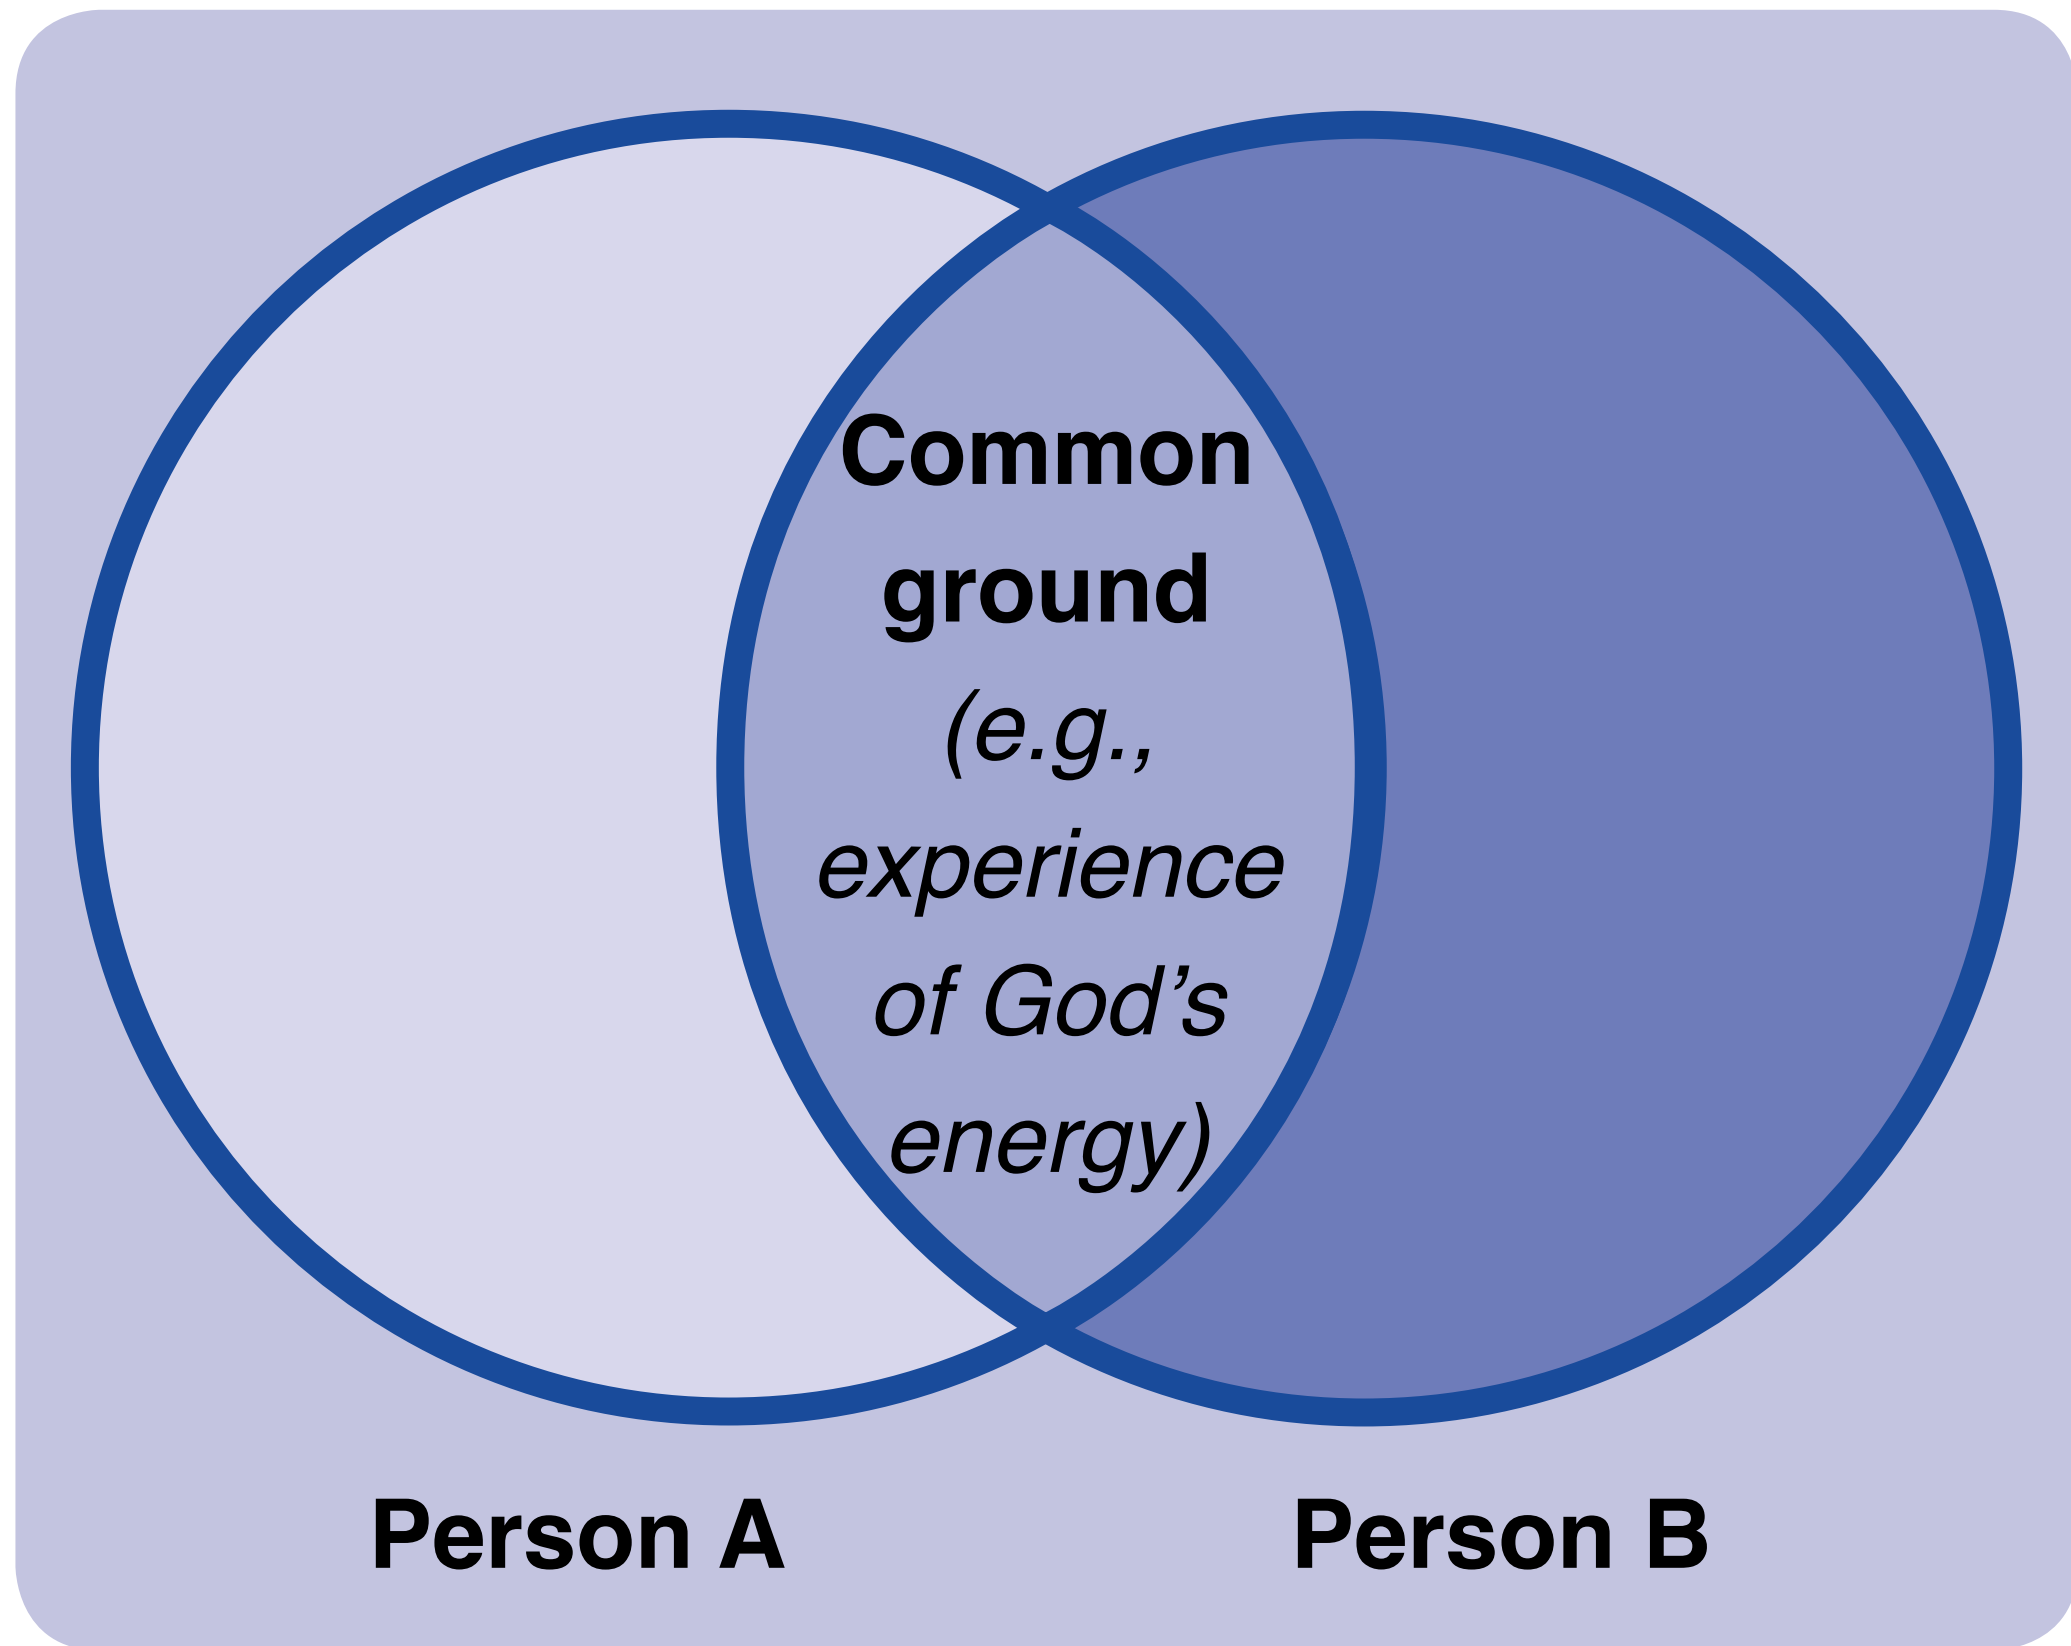 Common
ground
(e.g.,
experience
of God’s
energy)
Person A
Person B